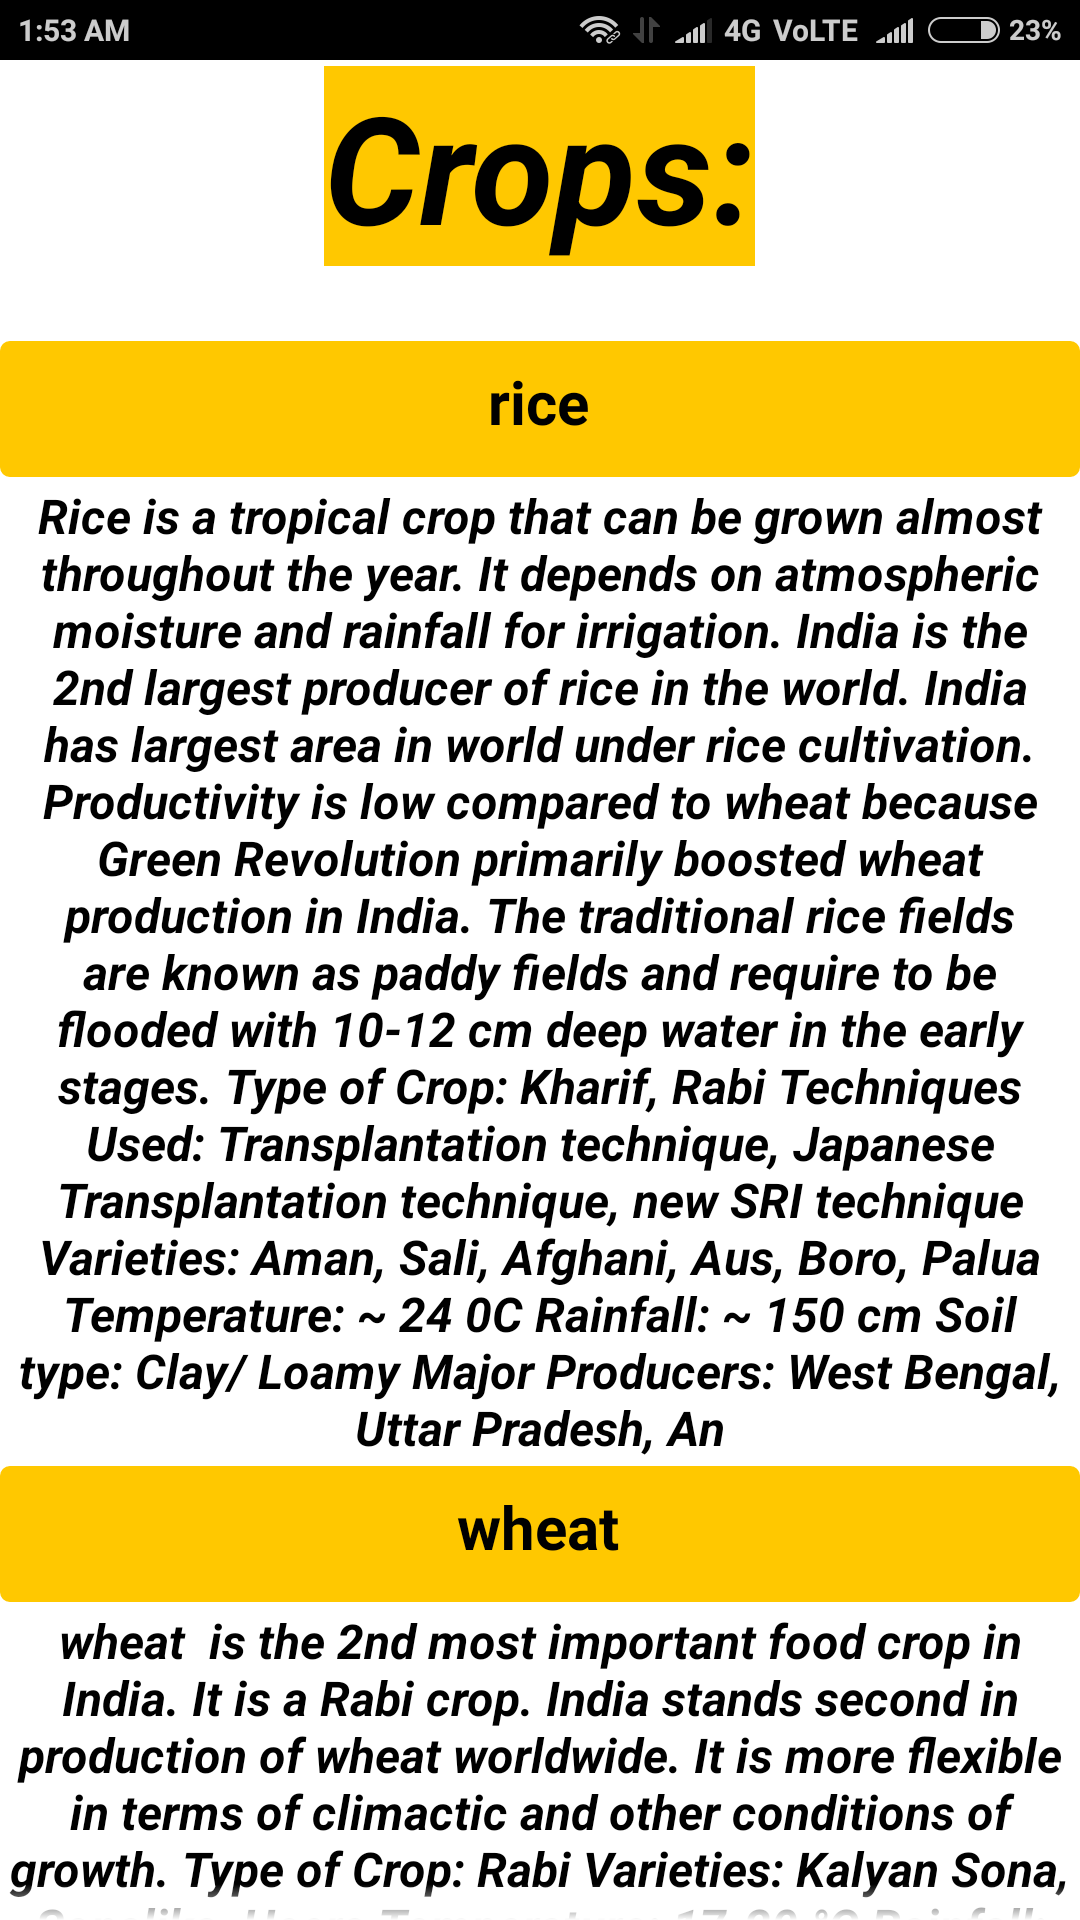 1:53 AM 4G VoLTE 23%
Crops:
rice
Rice is a tropical crop that can be grown almost
throughout the year. It depends on atmospheric
moisture and rainfall for irrigation. India is the
2nd largest producer of rice in the world. India
has largest area in world under rice cultivation.
Productivity is low compared to wheat because
Green Revolution primarily boosted wheat
production in India. The traditional rice fields
are known as paddy fields and require to be
flooded with 10-12 cm deep water in the early
stages. Type of Crop: Kharif, Rabi Techniques
Used: Transplantation technique, Japanese
Transplantation technique, new SRI technique
Varieties: Aman, Sali, Afghani, Aus, Boro, Palua
Temperature: ~ 24 0C Rainfall: ~ 150 cm Soil
type: Clay/ Loamy Major Producers: West Bengal,
Uttar Pradesh, An
wheat
wheat  is the 2nd most important food crop in
India. It is a Rabi crop. India stands second in
production of wheat worldwide. It is more flexible
in terms of climactic and other conditions of
growth. Type of Crop: Rabi Varieties: Kalyan Sona,